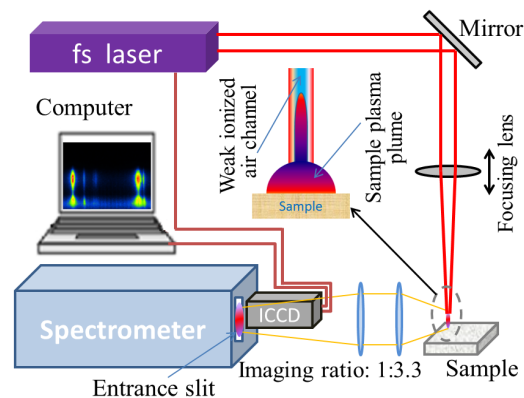 fs laser
Mirror
Computer
Weak ionized
air channel
Sample plasma
plume
Sample
Focusing lens
Spectrometer
ICCD
Imaging ratio: 1:3.3
Sample
Entrance slit